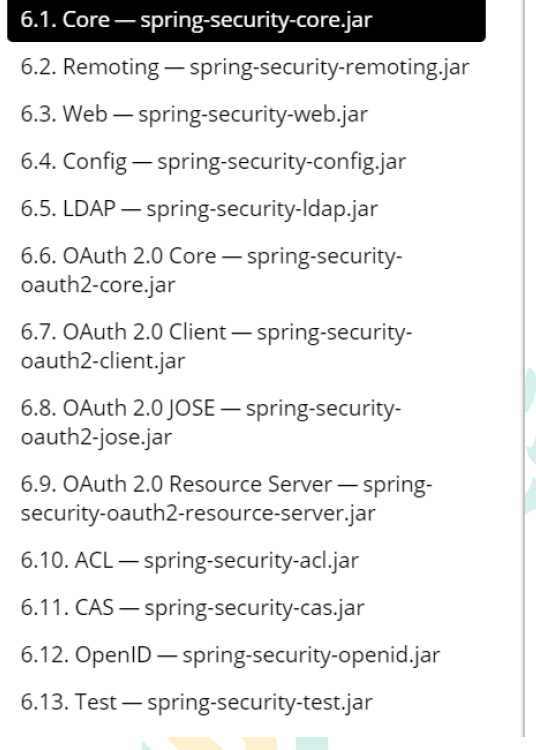 6.1. Core — spring-security-core.jar
6.2. Remoting — spring-security-remoting.jar
6.3. Web — spring-security-web.jar
6.4. Config — spring-security-config.jar
6.5. LDAP — spring-security-ldap.jar
6.6. OAuth 2.0 Core — spring-security-
oauth2-core.jar
6.7. OAuth 2.0 Client — spring-security-
oauth2-client.jar
6.8. OAuth 2.0 JOSE — spring-security-
oauth2-jose.jar
6.9. OAuth 2.0 Resource Server — spring-
security-oauth2-resource-server.jar
6.10. ACL — spring-security-acl.jar
6.11. CAS — spring-security-cas.jar
6.12. OpenID — spring-security-openid.jar
6.13. Test — spring-security-test.jar